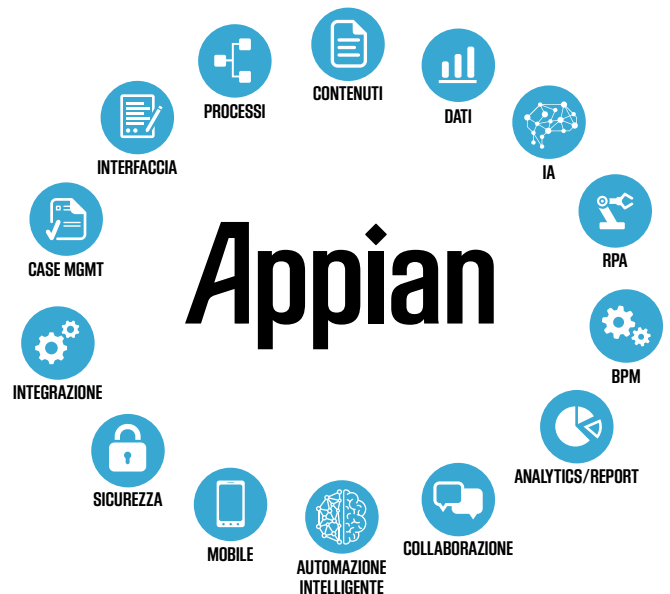 CONTENUTI
PROCESSI
DATI
INTERFACCIA
IA
CASE MGMT
RPA
Appian
INTEGRAZIONE
BPM
SICUREZZA
ANALYTICS/REPORT
MOBILE
COLLABORAZIONE
AUTOMAZIONE
INTELLIGENTE